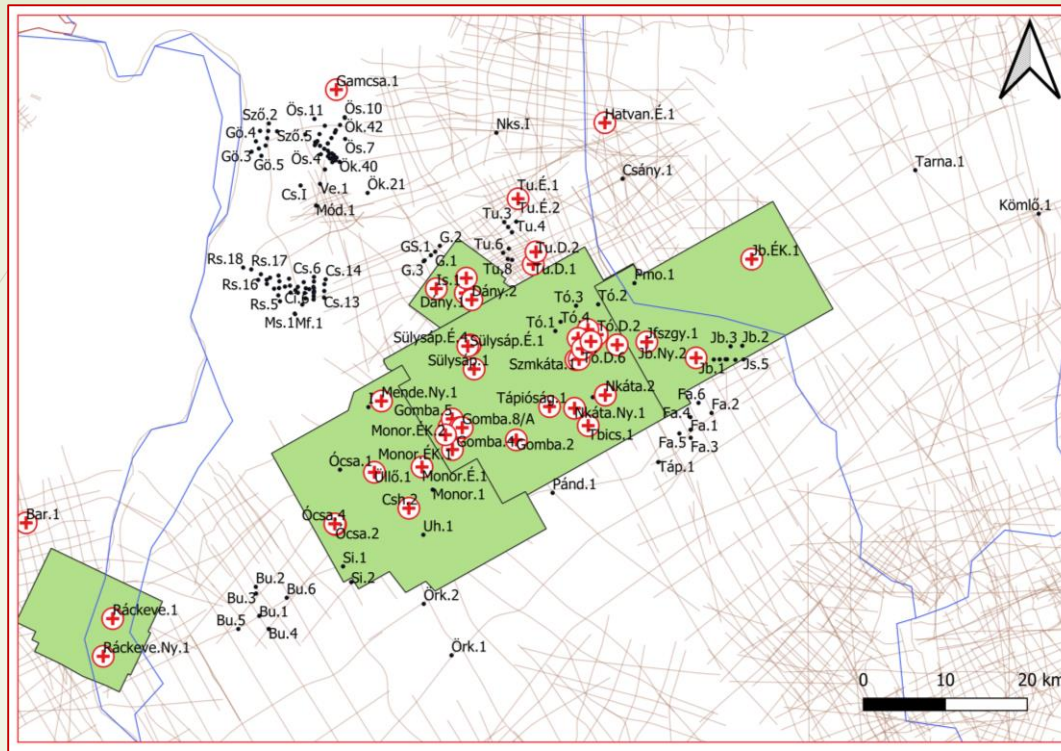 Gamcsa.1
Ös.11
Ös.10
Sző.2
Ök.42
Gö.4
Sző.5
Ös.7
Gö.3
Ös.4
Gö.5
Ök.40
Cs.I
Ve.1
Ök.21
Mód.1
Nks.I
Hatvan.É.1
Csány.1
Tarna.1
Kömlő.1
Tu.É.1
Tu.É.2
Tu.3
Tu.4
Tu.6
Tu.D.2
Tu.8
Tu.D.1
G.2
GS.1
G.1
G.3
Is.1
Dány.1
Dány.2
Rs.18
Rs.17
Cs.6
Cs.14
Rs.16
Rs.5
Cs.13
Ms.1
Mf.1
Jb.ÉK.1
Pmo.1
Tó.2
Tó.3
Tó.1
Tó.4
Tó.D.2
Tó.D.6
Jfszgy.1
Jb.Ny.2
Jb.3
Jb.2
Jb.1
Js.5
Sülysáp.É.4
Sülysáp.É.1
Sülysáp.1
Szmkáta.1
Mende.Ny.1
Tápióság.1
Nkáta.2
Nkáta.Ny.1
Tbics.1
Fa.6
Fa.2
Fa.4
Fa.1
Fa.5
Fa.3
Táp.1
Gomba.5
Gomba.8/A
Monor.ÉK.2
Gomba.4
Gomba.2
Monor.ÉK.1
Monor.É.1
Ócsa.1
Üllő.1
Monor.1
Pánd.1
Csh.2
Ócsa.4
Ócsa.2
Uh.1
Bar.1
Si.1
Si.2
Örk.2
Örk.1
Bu.2
Bu.3
Bu.6
Bu.1
Bu.5
Bu.4
Ráckeve.1
Ráckeve.Ny.1
0 10 20 km